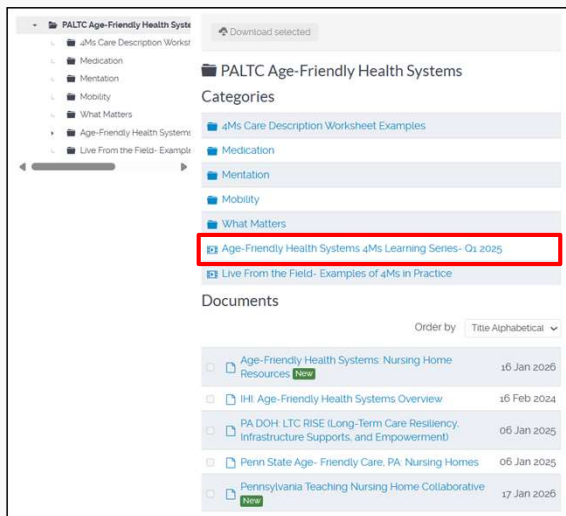 PALTC Age-Friendly Health Syste
4Ms Care Description Worksh
Medication
Mentation
Mobility
What Matters
Age-Friendly Health Systems
Live From the Field- Example
Download selected
PALTC Age-Friendly Health Systems
Categories
4Ms Care Description Worksheet Examples
Medication
Mentation
Mobility
What Matters
Age-Friendly Health Systems 4Ms Learning Series- Q1 2025
Live From the Field- Examples of 4Ms in Practice
Documents
Order by Title Alphabetical
Age-Friendly Health Systems: Nursing Home
Resources New
16 Jan 2026
IHI: Age-Friendly Health Systems Overview 16 Feb 2024
PA DOH: LTC RISE (Long-Term Care Resiliency,
Infrastructure Supports, and Empowerment)
06 Jan 2025
Penn State Age- Friendly Care, PA: Nursing Homes 06 Jan 2025
Pennsylvania Teaching Nursing Home Collaborative
New
17 Jan 2026